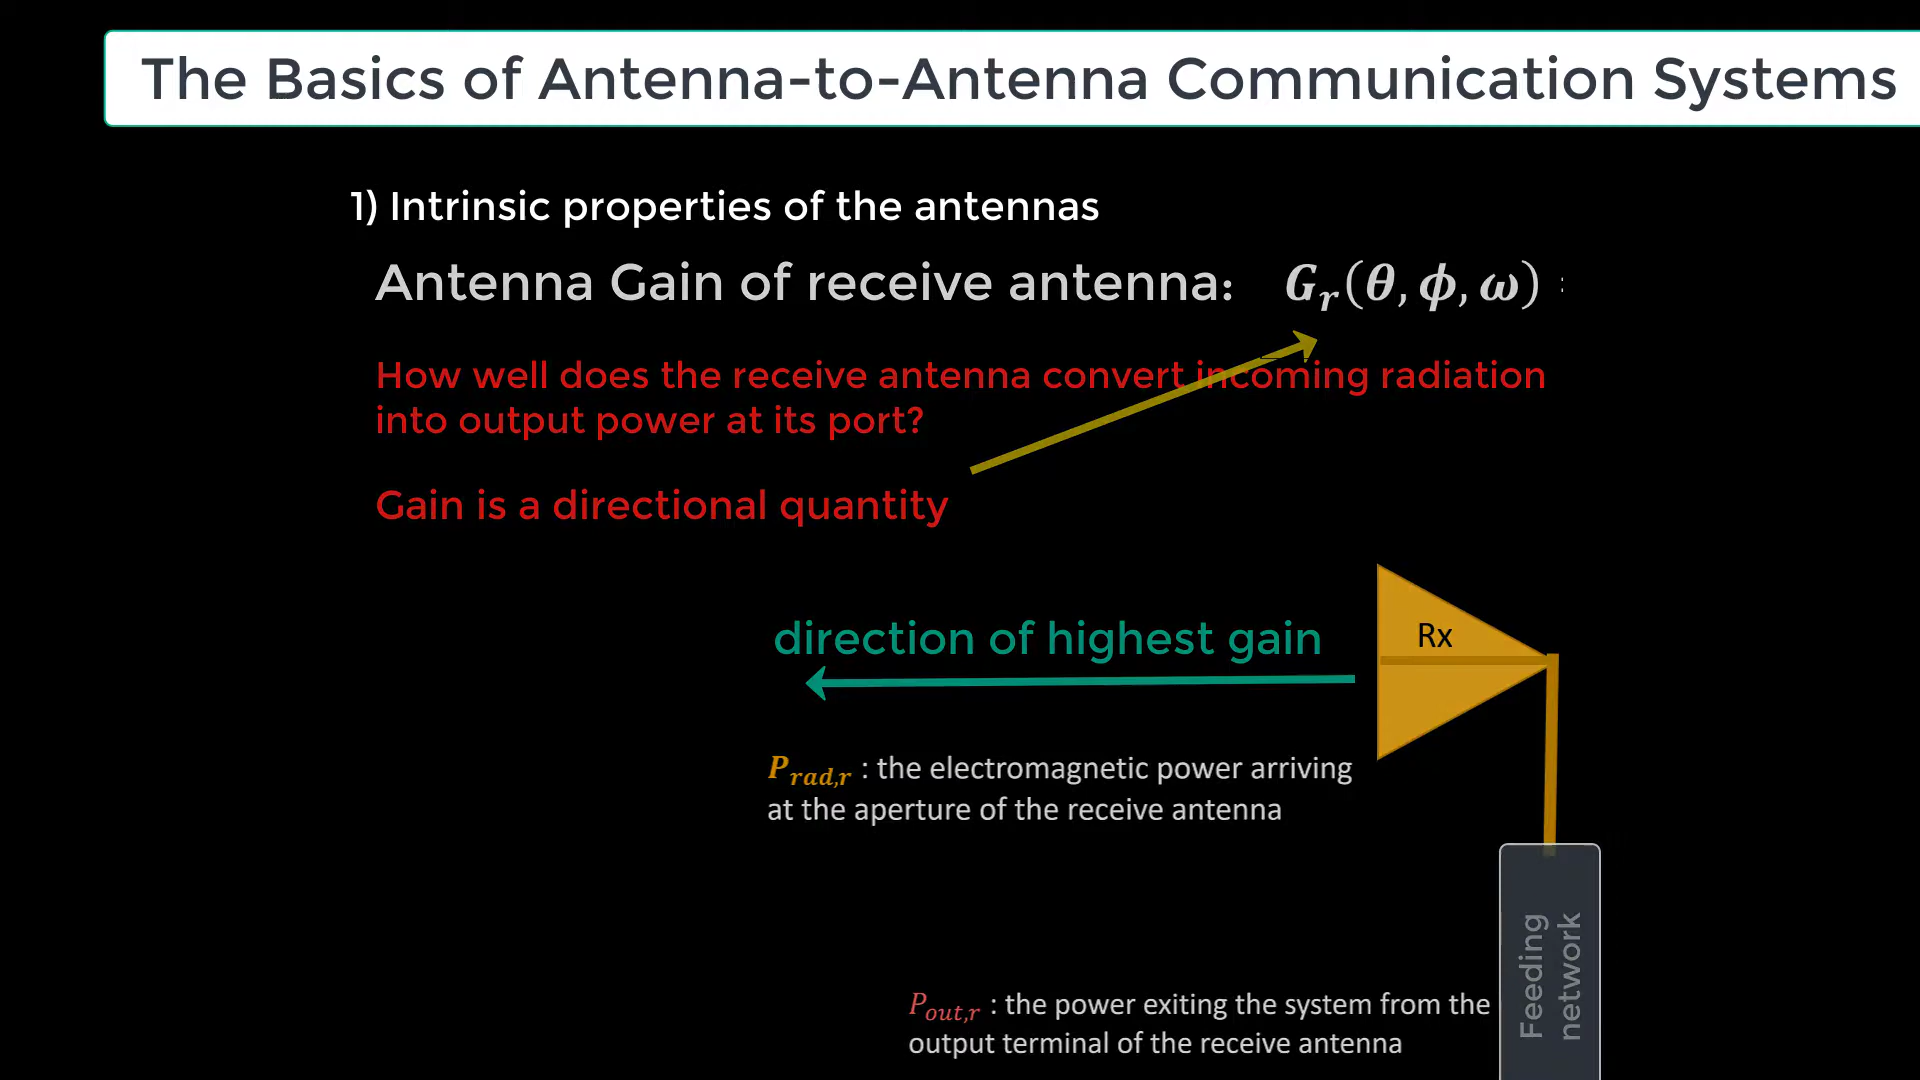 The Basics of Antenna-to-Antenna Communication Systems
1) Intrinsic properties of the antennas
Antenna Gain of receive antenna: G_r(θ, ϕ, ω) :
How well does the receive antenna convert incoming radiation
into output power at its port?
Gain is a directional quantity
direction of highest gain
Rx
P_rad,r : the electromagnetic power arriving
at the aperture of the receive antenna
Feeding
network
P_out,r : the power exiting the system from the
output terminal of the receive antenna